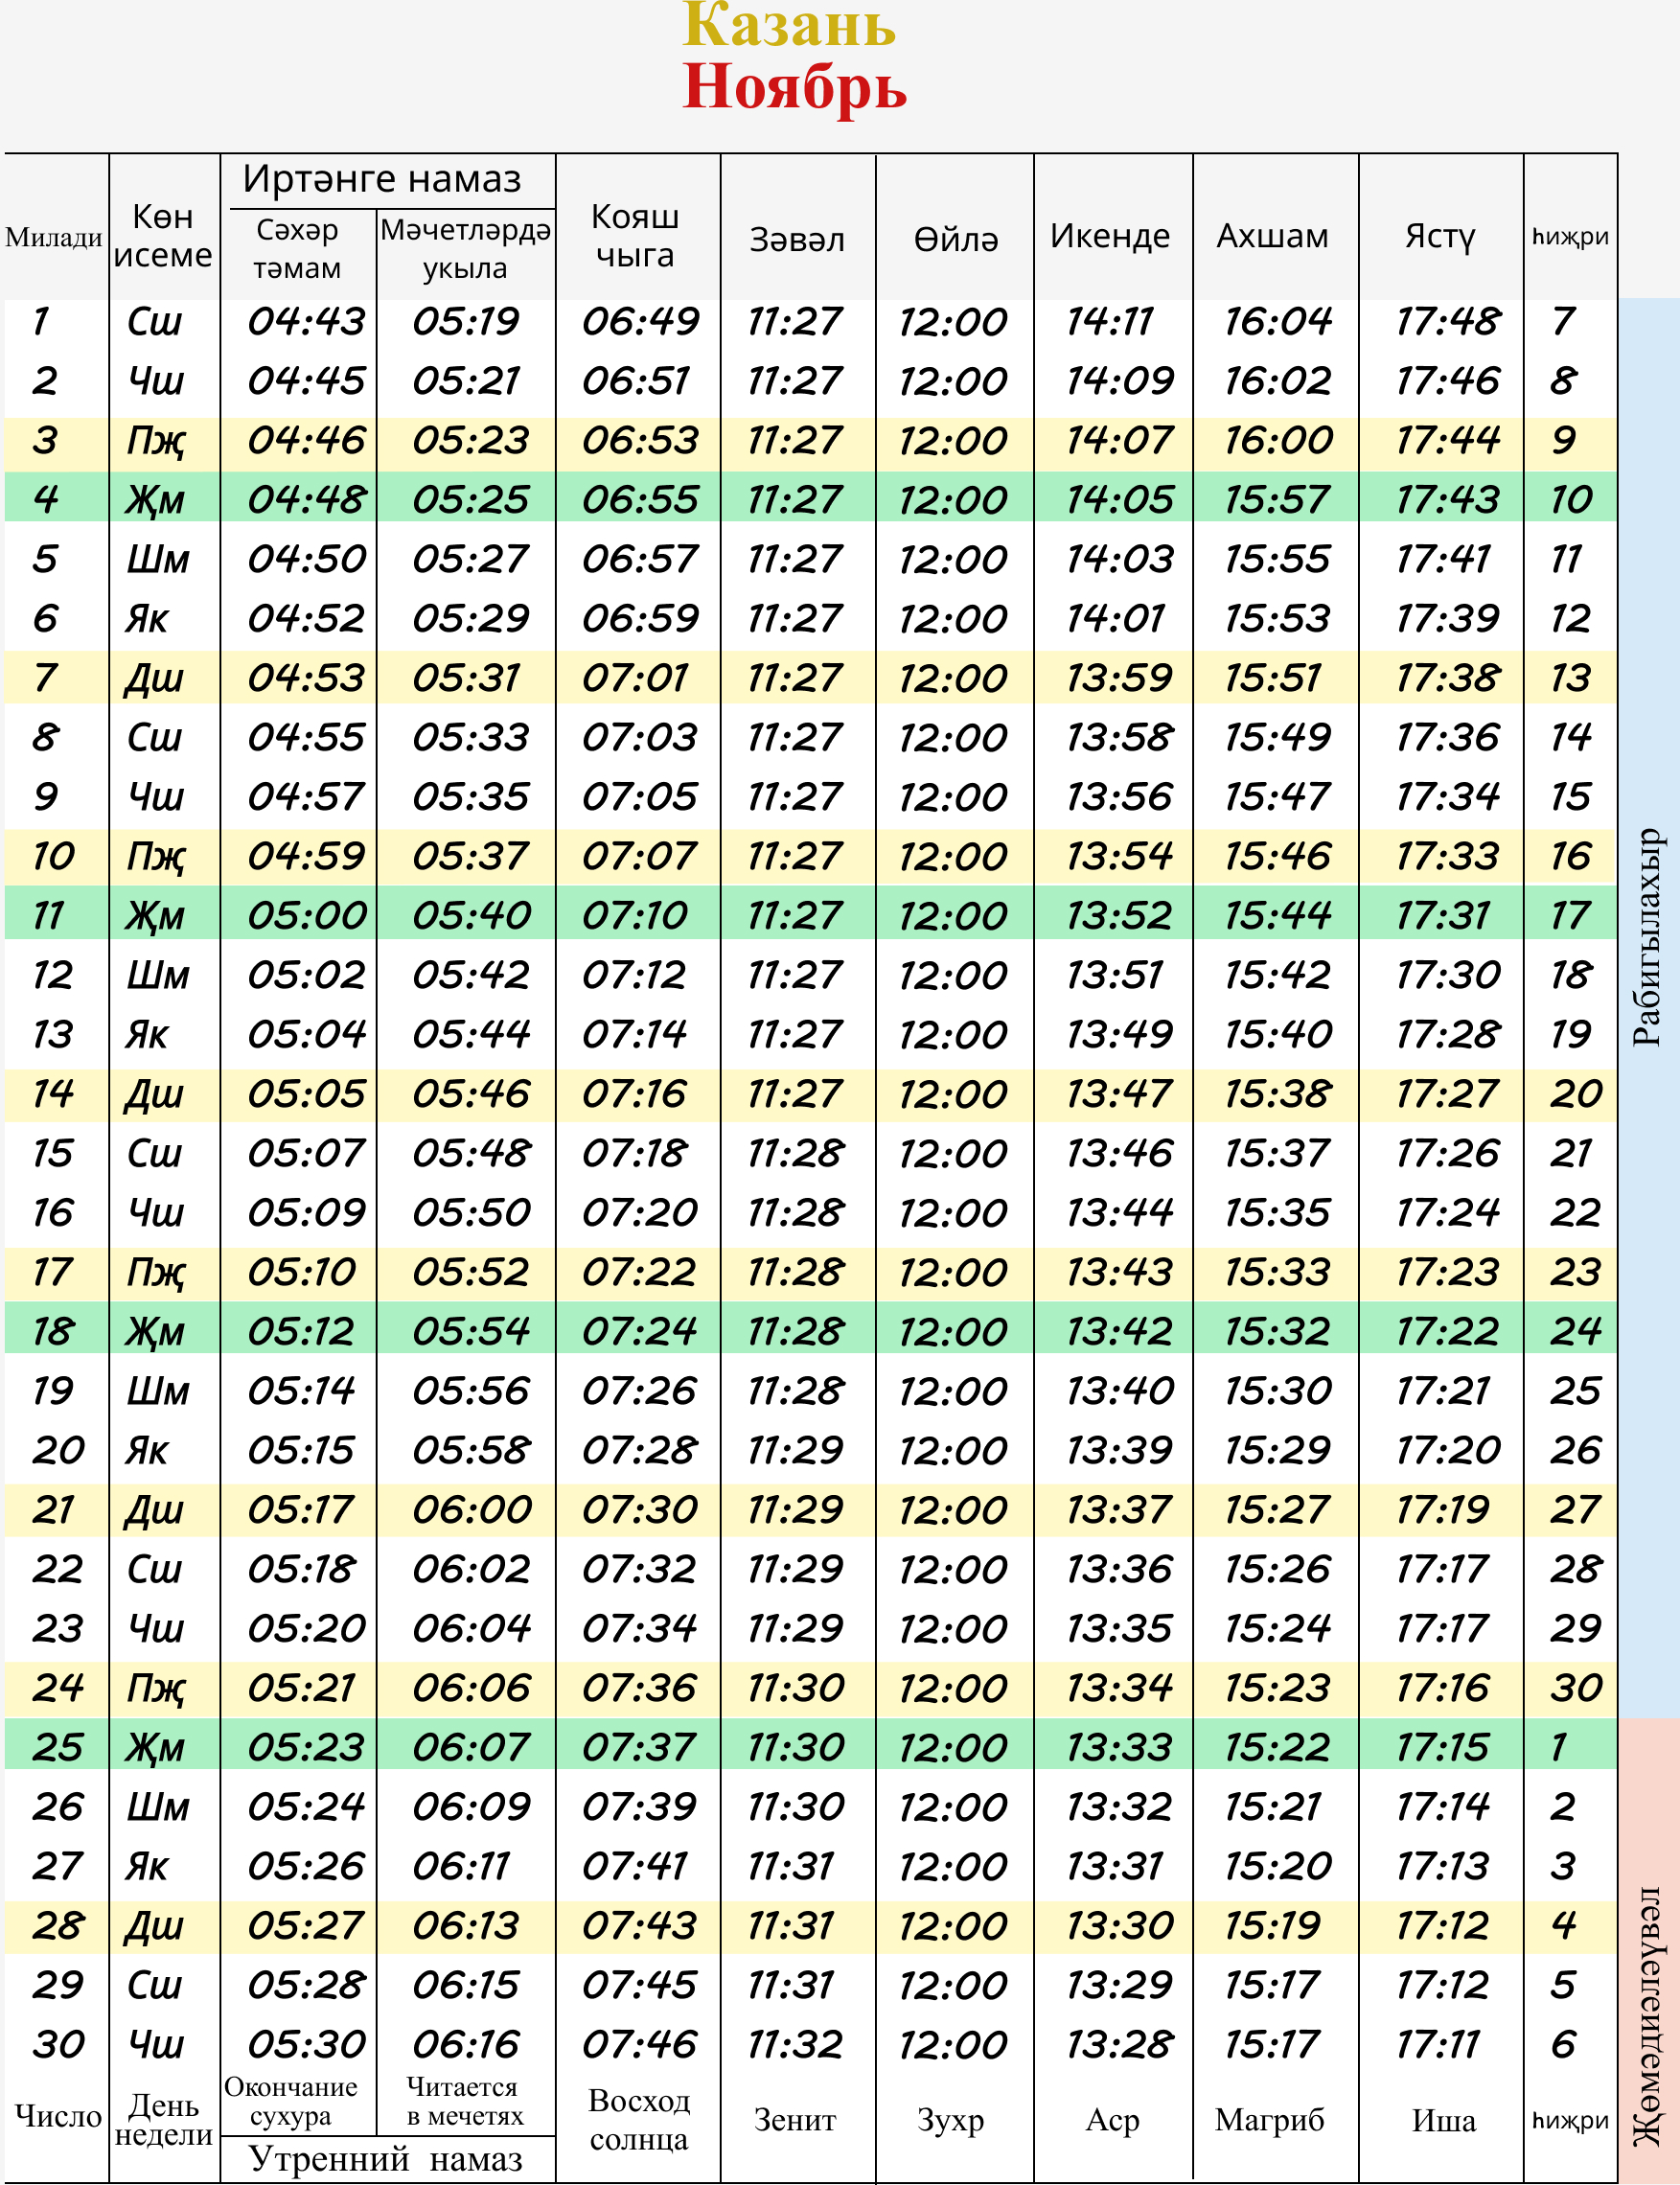 Казань
Ноябрь
Милади Көн исеме Иртәнге намаз Сәхәр тәмам Мәчетләрдә укыла Кояш чыга Зәвәл Өйлә Икенде Ахшам Ясту һиҗри
1 Сш 04:43 05:19 06:49 11:27 12:00 14:11 16:04 17:48 7
2 Чш 04:45 05:21 06:51 11:27 12:00 14:09 16:02 17:46 8
3 Пҗ 04:46 05:23 06:53 11:27 12:00 14:07 16:00 17:44 9
4 Җм 04:48 05:25 06:55 11:27 12:00 14:05 15:57 17:43 10
5 Шм 04:50 05:27 06:57 11:27 12:00 14:03 15:55 17:41 11
6 Як 04:52 05:29 06:59 11:27 12:00 14:01 15:53 17:39 12
7 Дш 04:53 05:31 07:01 11:27 12:00 13:59 15:51 17:38 13
8 Сш 04:55 05:33 07:03 11:27 12:00 13:58 15:49 17:36 14
9 Чш 04:57 05:35 07:05 11:27 12:00 13:56 15:47 17:34 15
10 Пҗ 04:59 05:37 07:07 11:27 12:00 13:54 15:46 17:33 16
11 Җм 05:00 05:40 07:10 11:27 12:00 13:52 15:44 17:31 17
12 Шм 05:02 05:42 07:12 11:27 12:00 13:51 15:42 17:30 18
13 Як 05:04 05:44 07:14 11:27 12:00 13:49 15:40 17:28 19
14 Дш 05:05 05:46 07:16 11:27 12:00 13:47 15:38 17:27 20
15 Сш 05:07 05:48 07:18 11:28 12:00 13:46 15:37 17:26 21
16 Чш 05:09 05:50 07:20 11:28 12:00 13:44 15:35 17:24 22
17 Пҗ 05:10 05:52 07:22 11:28 12:00 13:43 15:33 17:23 23
18 Җм 05:12 05:54 07:24 11:28 12:00 13:42 15:32 17:22 24
19 Шм 05:14 05:56 07:26 11:28 12:00 13:40 15:30 17:21 25
20 Як 05:15 05:58 07:28 11:29 12:00 13:39 15:29 17:20 26
21 Дш 05:17 06:00 07:30 11:29 12:00 13:37 15:27 17:19 27
22 Сш 05:18 06:02 07:32 11:29 12:00 13:36 15:26 17:17 28
23 Чш 05:20 06:04 07:34 11:29 12:00 13:35 15:24 17:17 29
24 Пҗ 05:21 06:06 07:36 11:30 12:00 13:34 15:23 17:16 30
25 Җм 05:23 06:07 07:37 11:30 12:00 13:33 15:22 17:15 1
26 Шм 05:24 06:09 07:39 11:30 12:00 13:32 15:21 17:14 2
27 Як 05:26 06:11 07:41 11:31 12:00 13:31 15:20 17:13 3
28 Дш 05:27 06:13 07:43 11:31 12:00 13:30 15:19 17:12 4
29 Сш 05:28 06:15 07:45 11:31 12:00 13:29 15:17 17:12 5
30 Чш 05:30 06:16 07:46 11:32 12:00 13:28 15:17 17:11 6
Число День недели Окончание сухура Читается в мечетях Утренний намаз Восход солнца Зенит Зухр Аср Магриб Иша һиҗри
Рабигылахыр
Җөмәдиеләүвәл